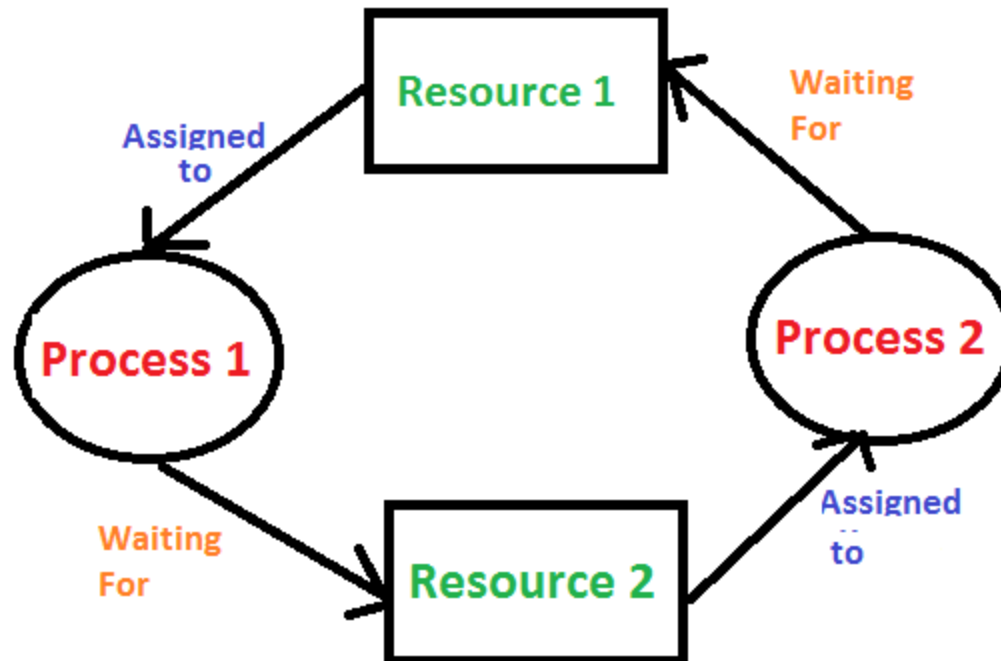 Resource 1
Waiting
For
Assigned
to
Process 1
Process 2
Waiting
For
Resource 2
Assigned
to